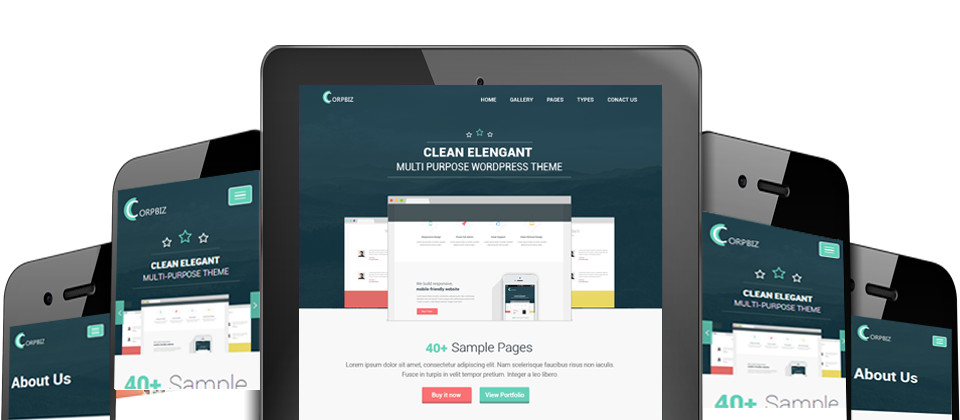 CORPBIZ
HOME GALLERY PAGES TYPES CONACT US
CLEAN ELENGANT
MULTI PURPOSE WORDPRESS THEME
We build responsive
mobile-friendly website
40+ Sample Pages
Lorem ipsum dolor sit amet, consectetur adipiscing elit. Nam scelerisque faucibus risus non iaculis.
Fusce in turpis in velit tempor pretium. Integer a leo libero.
Buy it now View Portfolio
CORPBIZ
CLEAN ELEGANT
MULTI-PURPOSE THEME
40+ Sample
CORPBIZ
About Us
CORPBIZ
CLEAN ELEGANT
MULTI-PURPOSE THEME
40+ Sample
CORPBIZ
About Us